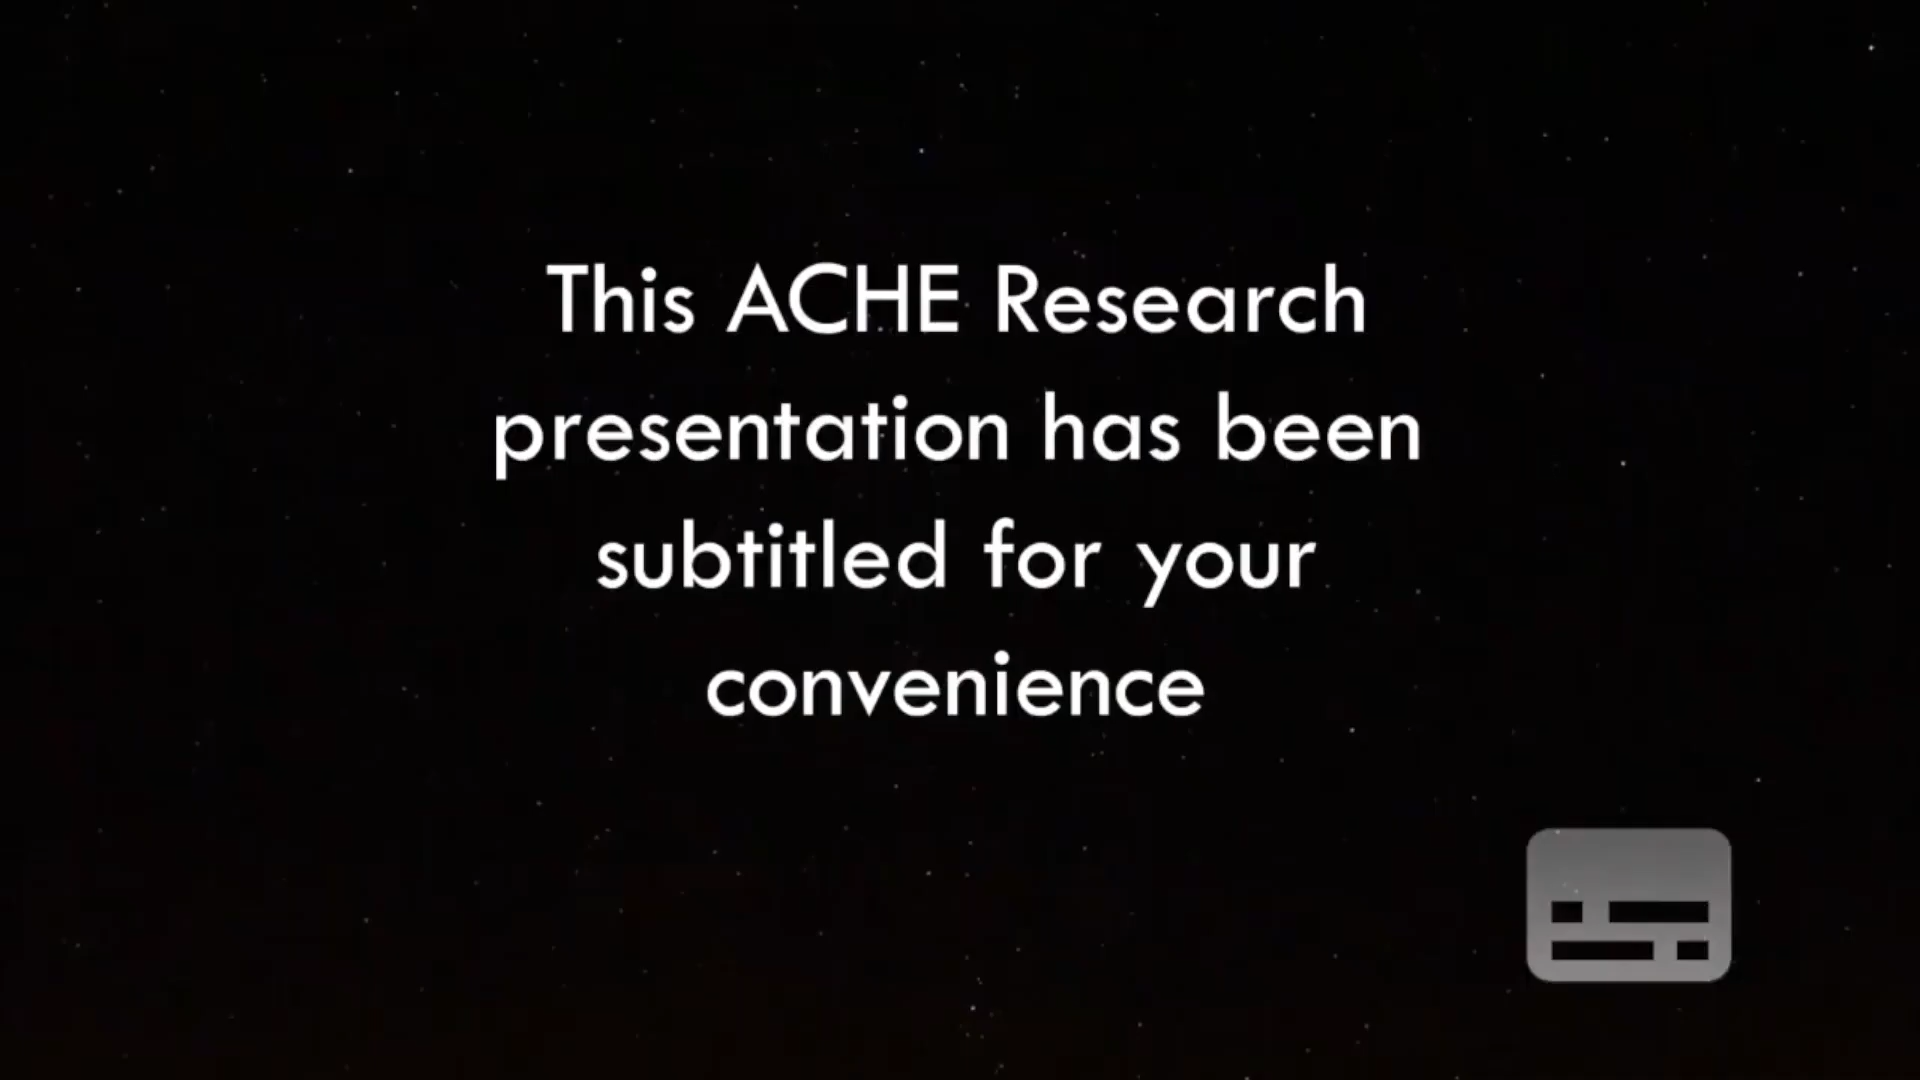 This ACHE Research
presentation has been
subtitled for your
convenience